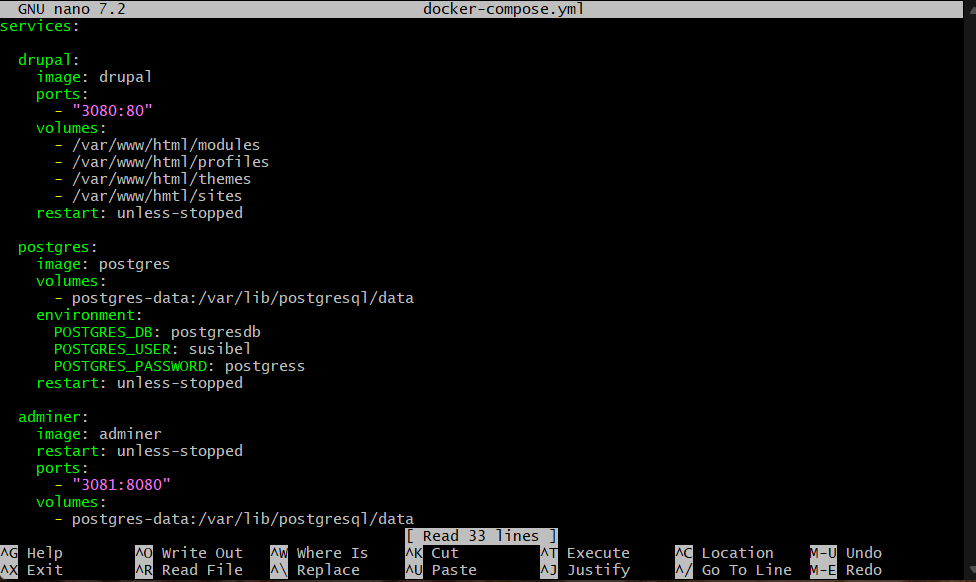 GNU nano 7.2 docker-compose.yml
services:
drupal:
image: drupal
ports:
- "3080:80"
volumes:
- /var/www/html/modules
- /var/www/html/profiles
- /var/www/html/themes
- /var/www/hmtl/sites
restart: unless-stopped
postgres:
image: postgres
volumes:
- postgres-data:/var/lib/postgresql/data
environment:
POSTGRES_DB: postgresdb
POSTGRES_USER: susibel
POSTGRES_PASSWORD: postgress
restart: unless-stopped
adminer:
image: adminer
restart: unless-stopped
ports:
- "3081:8080"
volumes:
- postgres-data:/var/lib/postgresql/data
[ Read 33 lines ]
^G Help ^O Write Out ^W Where Is ^K Cut ^T Execute ^C Location M-U Undo
^X Exit ^R Read File ^\ Replace ^U Paste ^J Justify ^/ Go To Line M-E Redo